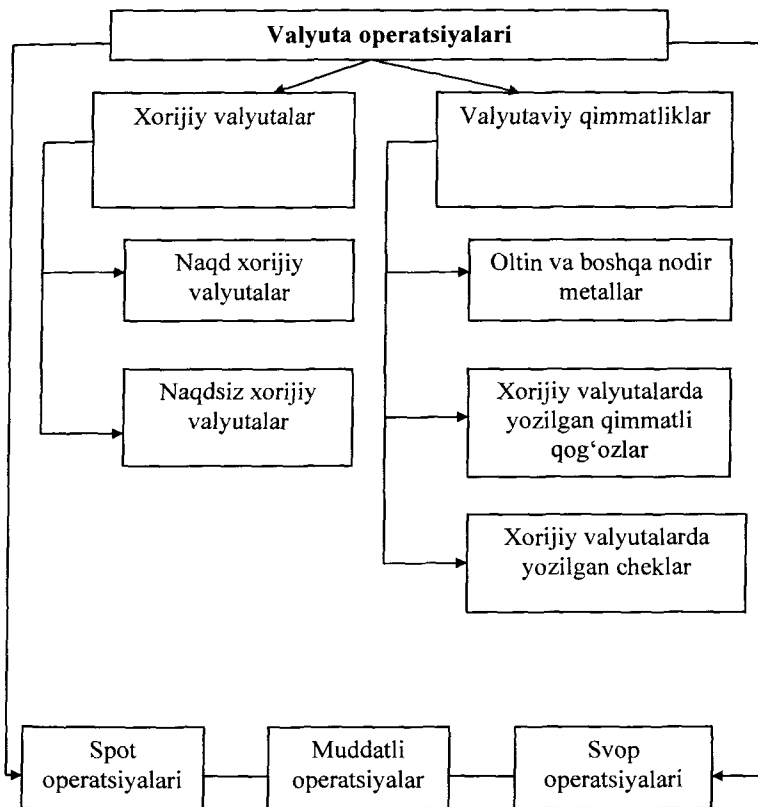 Valyuta operatsiyalari
Xorijiy valyutalar
Valyutaviy qimmatliklar
Naqd xorijiy
valyutalar
Oltin va boshqa nodir
metallar
Naqdsiz xorijiy
valyutalar
Xorijiy valyutalarda
yozilgan qimmatli
qog‘ozlar
Xorijiy valyutalarda
yozilgan cheklar
Spot
operatsiyalari
Muddatli
operatsiyalar
Svop
operatsiyalari